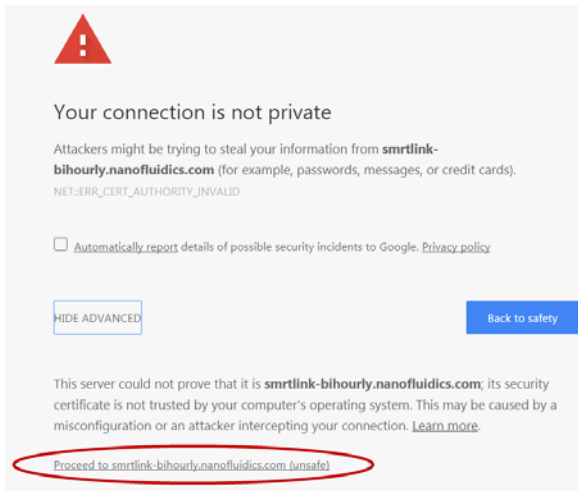 Your connection is not private
Attackers might be trying to steal your information from smrtlink-
bihourly.nanofluidics.com (for example, passwords, messages, or credit cards).
NET::ERR_CERT_AUTHORITY_INVALID
Automatically report details of possible security incidents to Google. Privacy policy
HIDE ADVANCED
Back to safety
This server could not prove that it is smrtlink-bihourly.nanofluidics.com; its security
certificate is not trusted by your computer's operating system. This may be caused by a
misconfiguration or an attacker intercepting your connection. Learn more.
Proceed to smrtlink-bihourly.nanofluidics.com (unsafe)